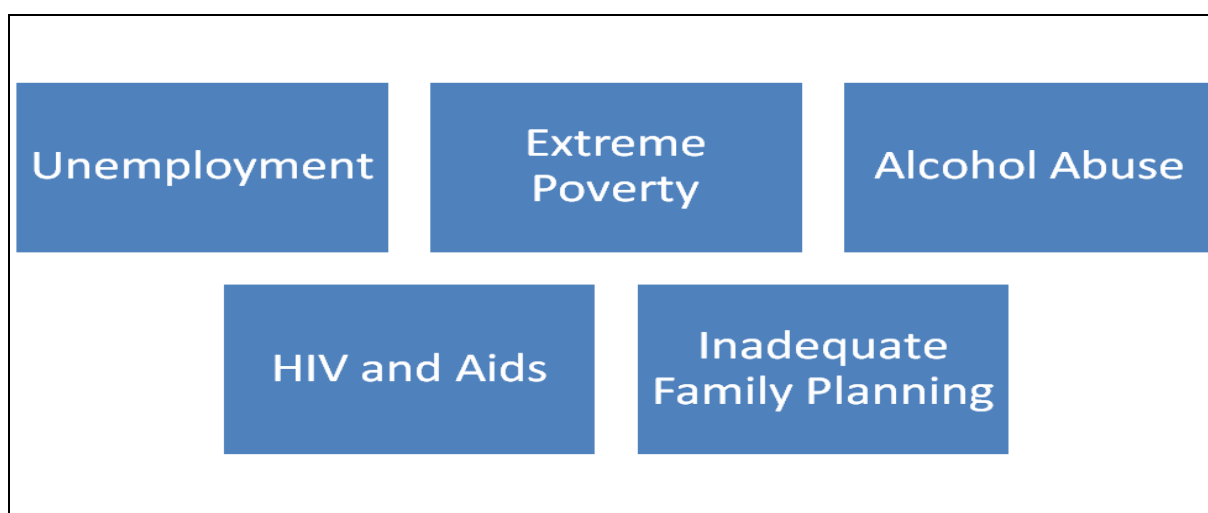 Unemployment
Extreme
Poverty
Alcohol Abuse
HIV and Aids
Inadequate
Family Planning